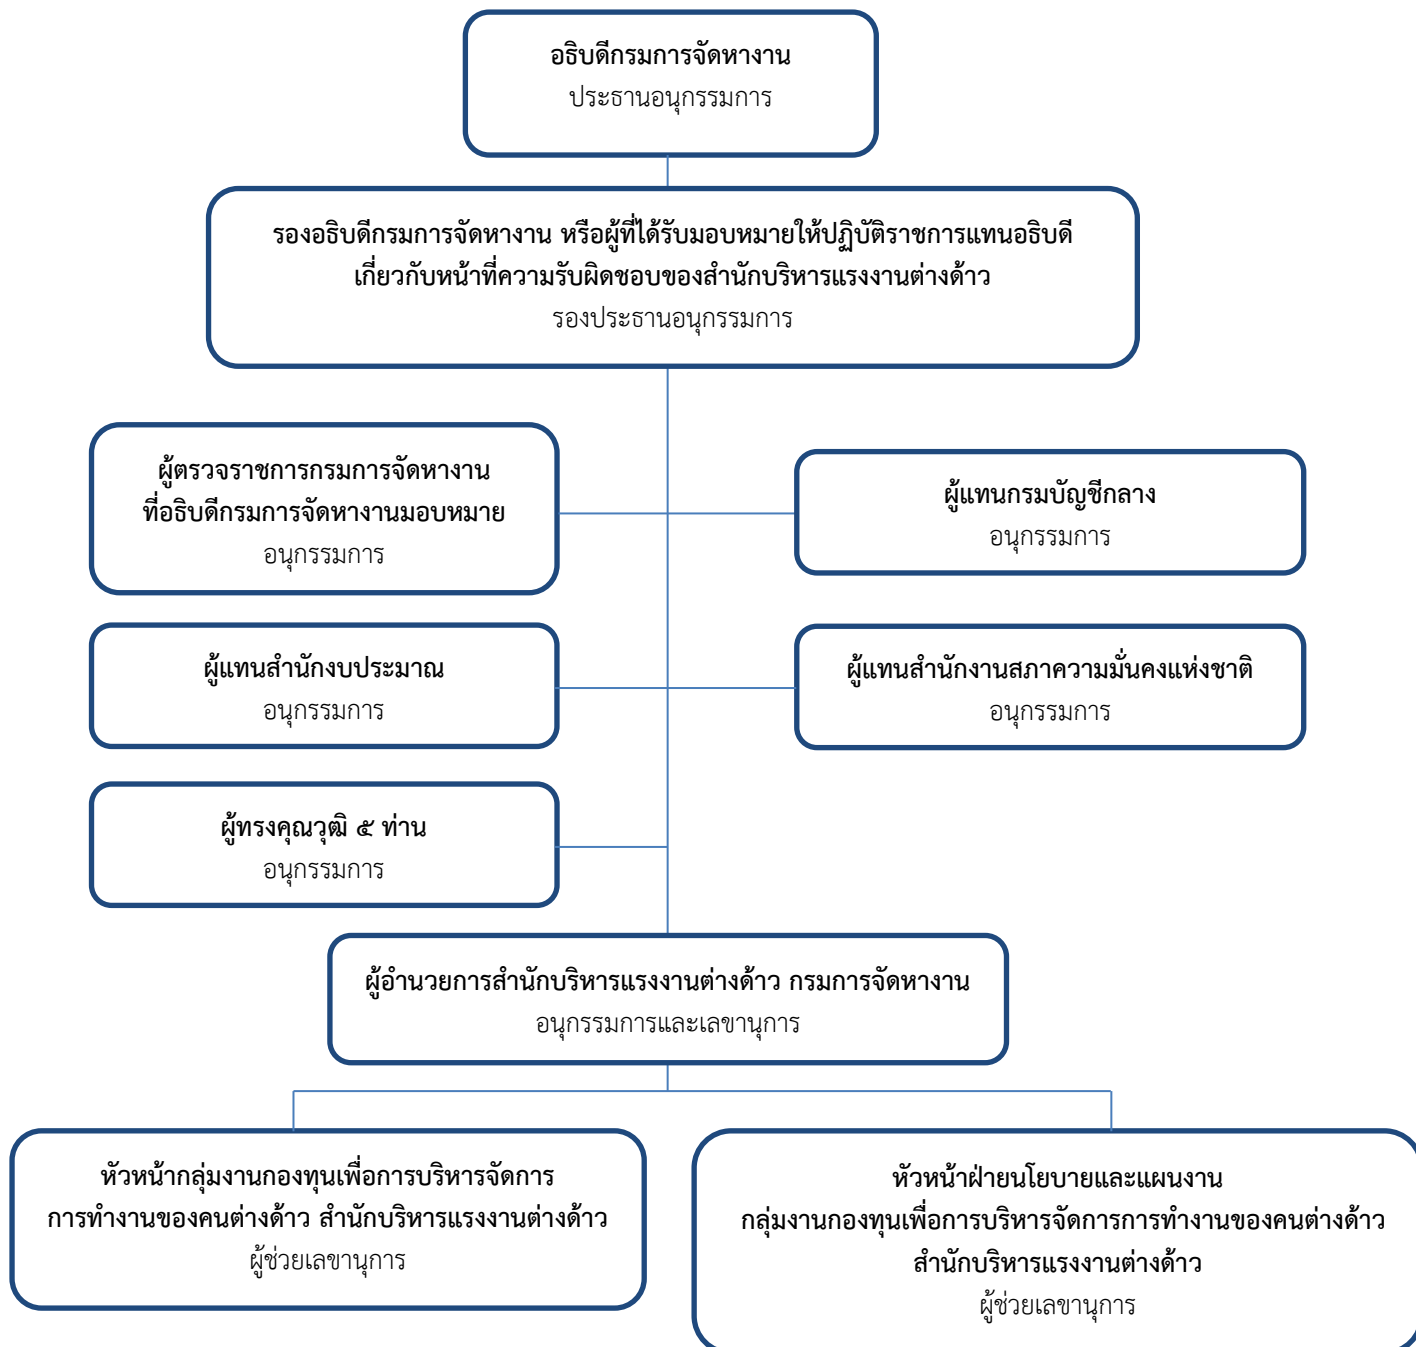 อธิบดีกรมการจัดหางาน
ประธานอนุกรรมการ
รองอธิบดีกรมการจัดหางาน หรือผู้ที่ได้รับมอบหมายให้ปฏิบัติราชการแทนอธิบดี
เกี่ยวกับหน้าที่ความรับผิดชอบของสำนักบริหารแรงงานต่างด้าว
รองประธานอนุกรรมการ
ผู้ตรวจราชการกรมการจัดหางาน
ที่อธิบดีกรมการจัดหางานมอบหมาย
อนุกรรมการ
ผู้แทนกรมบัญชีกลาง
อนุกรรมการ
ผู้แทนสำนักงบประมาณ
อนุกรรมการ
ผู้แทนสำนักงานสภาความมั่นคงแห่งชาติ
อนุกรรมการ
ผู้ทรงคุณวุฒิ ๕ ท่าน
อนุกรรมการ
ผู้อำนวยการสำนักบริหารแรงงานต่างด้าว กรมการจัดหางาน
อนุกรรมการและเลขานุการ
หัวหน้ากลุ่มงานกองทุนเพื่อการบริหารจัดการ
การทำงานของคนต่างด้าว สำนักบริหารแรงงานต่างด้าว
ผู้ช่วยเลขานุการ
หัวหน้าฝ่ายนโยบายและแผนงาน
กลุ่มงานกองทุนเพื่อการบริหารจัดการการทำงานของคนต่างด้าว
สำนักบริหารแรงงานต่างด้าว
ผู้ช่วยเลขานุการ